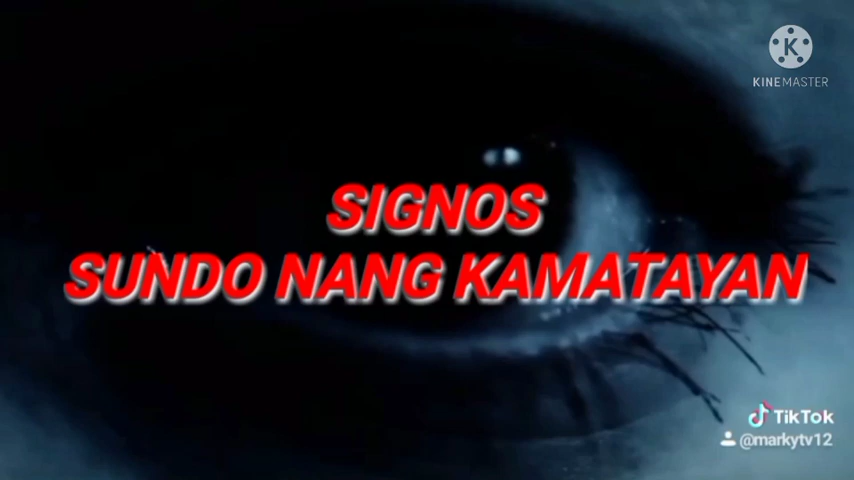 KINEMASTER
SIGNOS
SUNDO NANG KAMATAYAN
TikTok
@markytv12